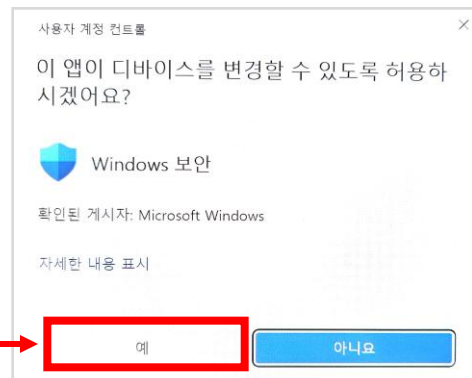 사용자 계정 컨트롤
이 앱이 디바이스를 변경할 수 있도록 허용하
시겠어요?
Windows 보안
확인된 게시자: Microsoft Windows
자세한 내용 표시
예
아니요